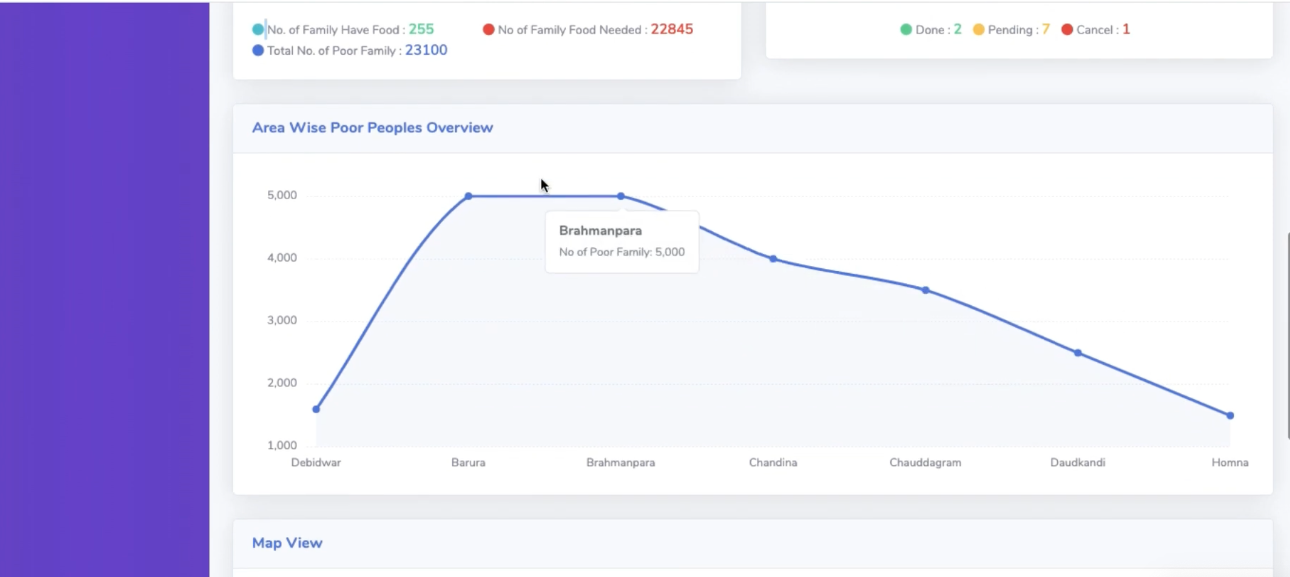 No. of Family Have Food : 255 No of Family Food Needed : 22845
Total No. of Poor Family : 23100
Done : 2 Pending : 7 Cancel : 1
Area Wise Poor Peoples Overview
5,000
4,000
3,000
2,000
1,000
Brahmanpara
No of Poor Family: 5,000
Debidwar Barura Brahmanpara Chandina Chauddagram Daudkandi Homna
Map View